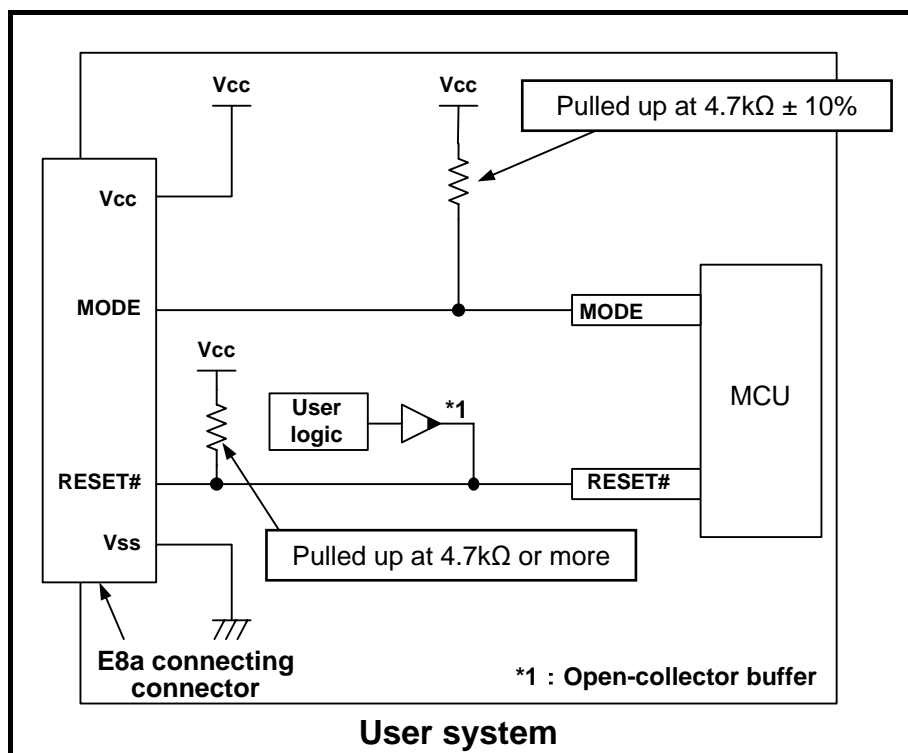 Vcc
Vcc
Pulled up at 4.7kΩ ± 10%
Vcc
MODE
MODE
Vcc
User
logic
*1
MCU
RESET#
RESET#
Vss
Pulled up at 4.7kΩ or more
E8a connecting
connector
*1 : Open-collector buffer
User system